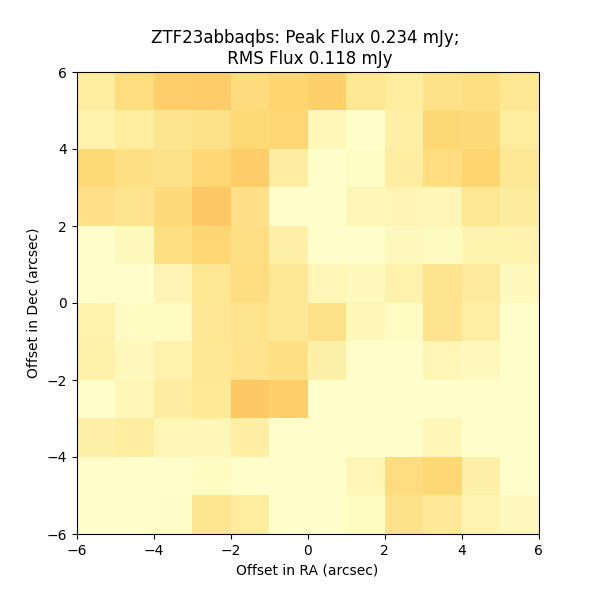 ZTF23abbaqbs: Peak Flux 0.234 mJy;
RMS Flux 0.118 mJy
6
4
2
0
−2
−4
−6
Offset in Dec (arcsec)
−6 −4 −2 0 2 4 6
Offset in RA (arcsec)